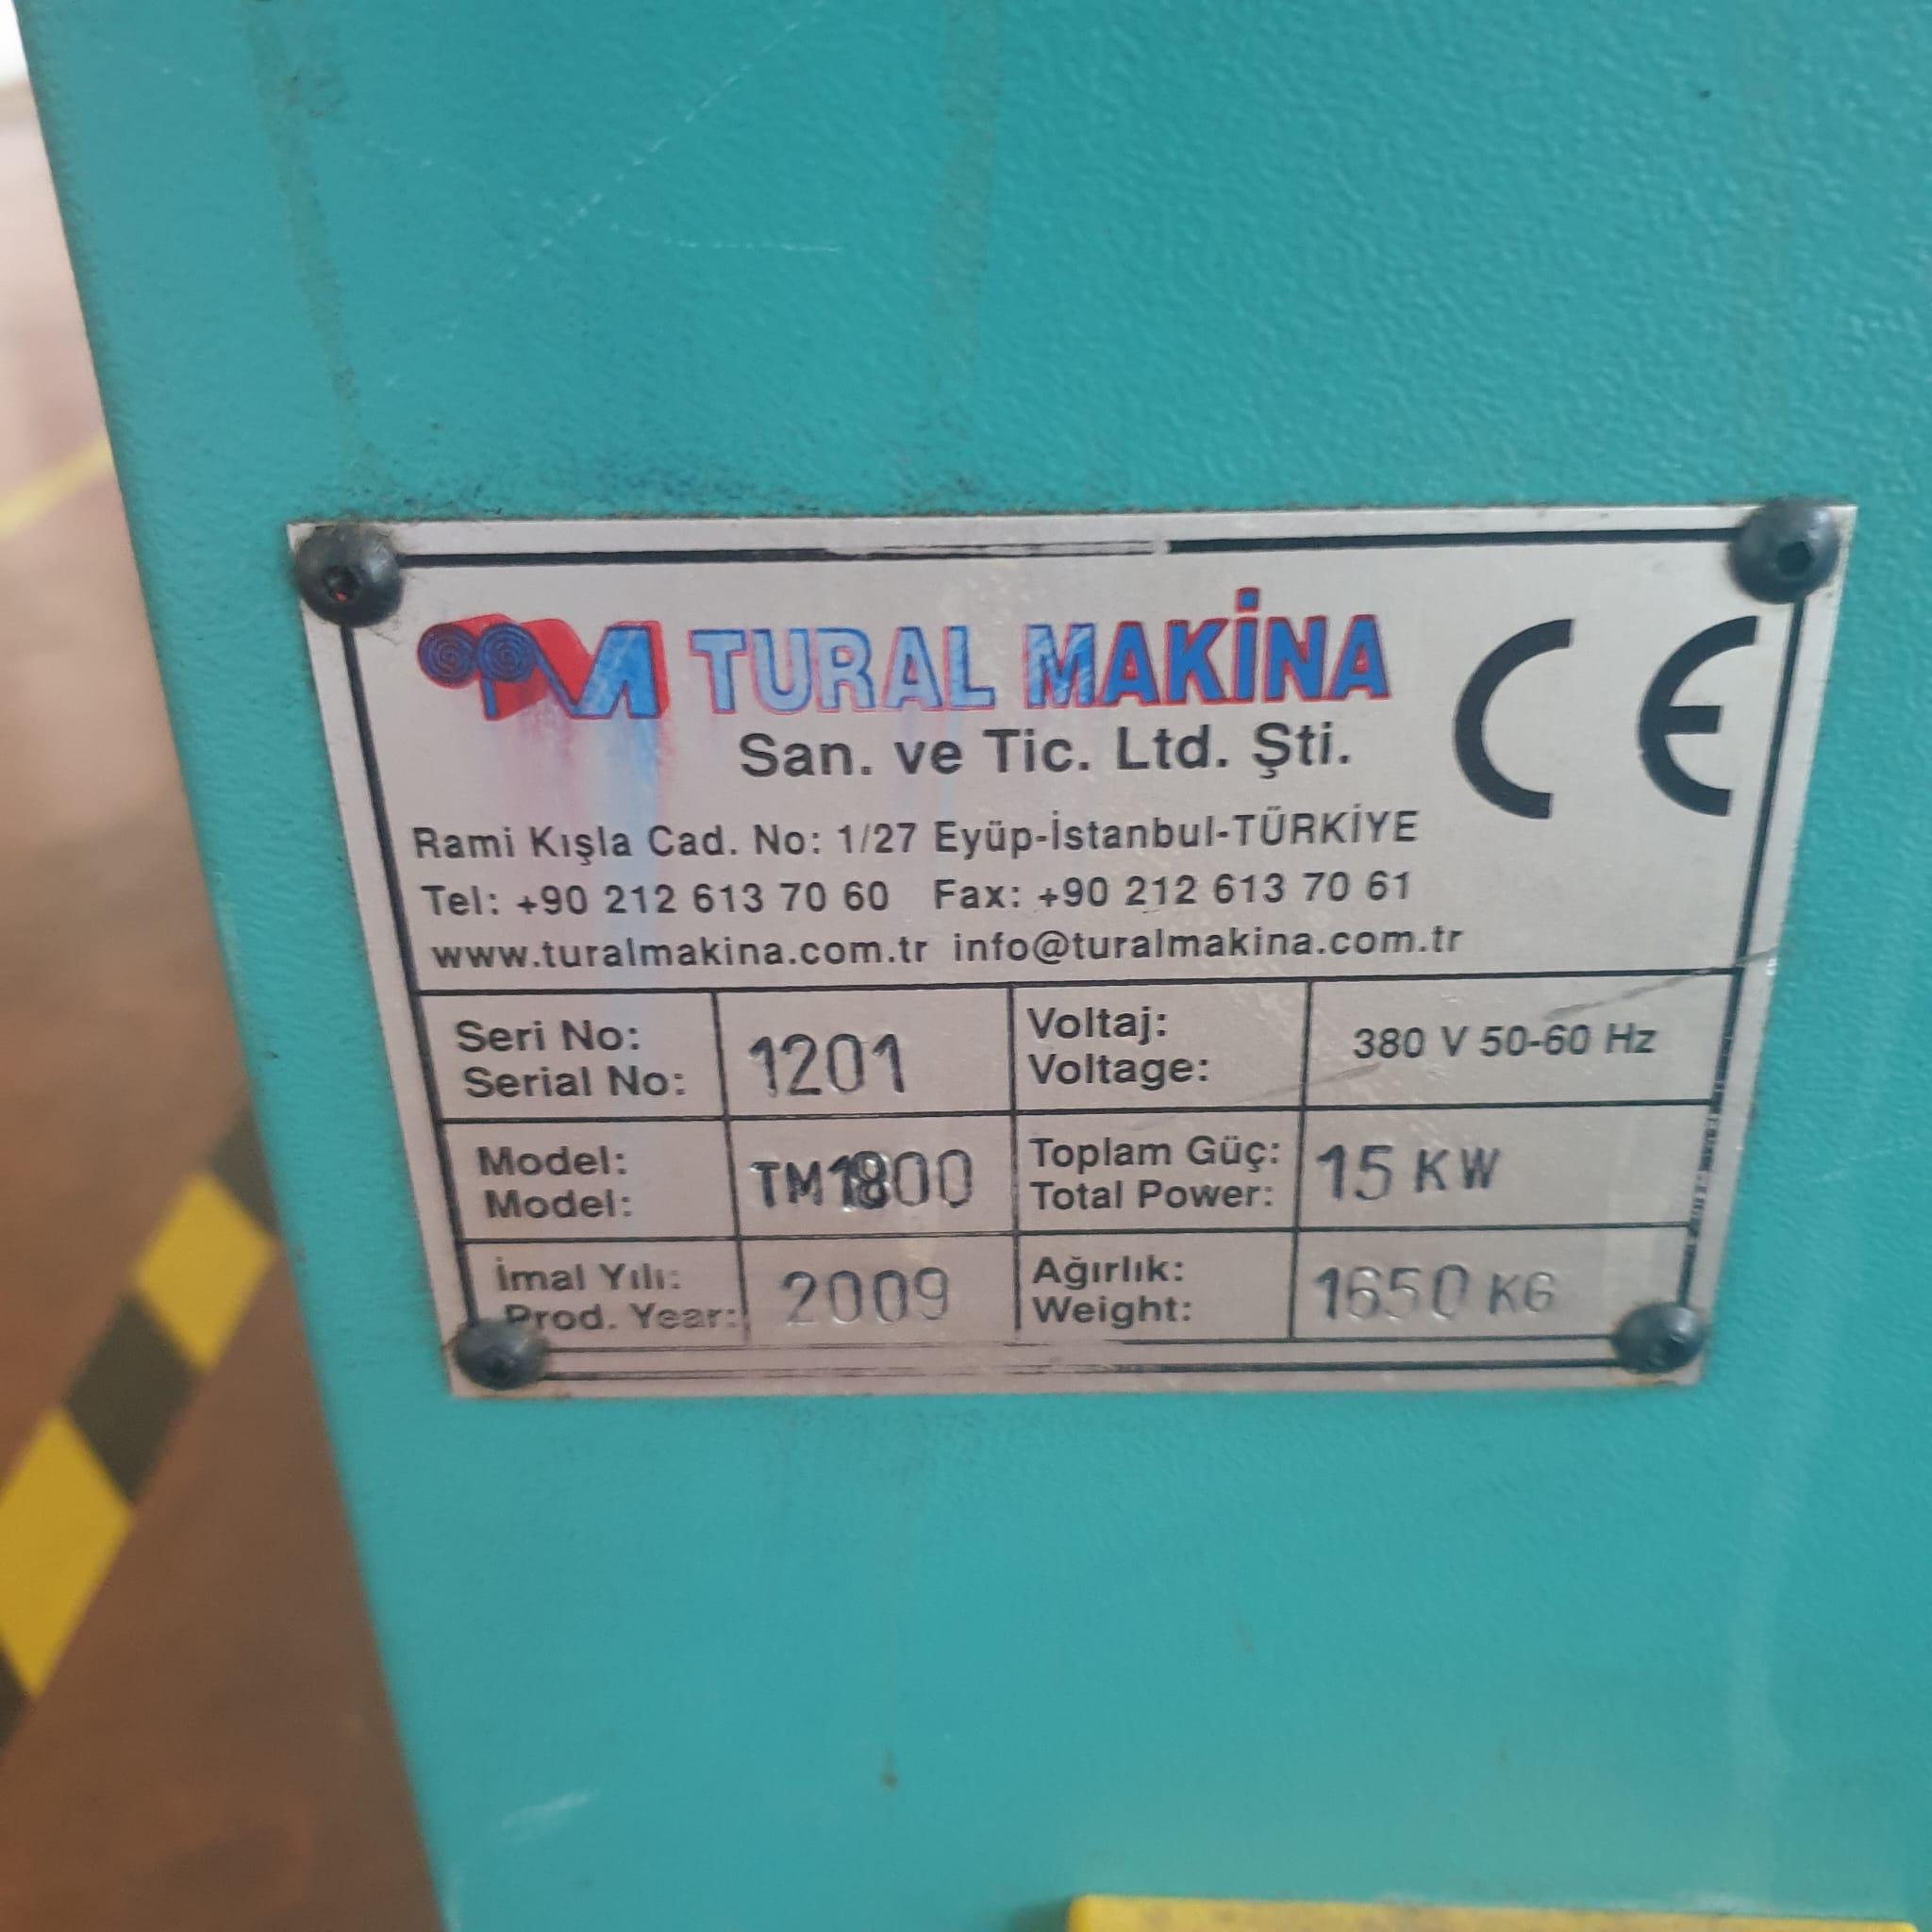 TURAL MAKİNA
San. ve Tic. Ltd. Şti.
CE
Rami Kışla Cad. No: 1/27 Eyüp-İstanbul-TÜRKİYE
Tel: +90 212 613 70 60 Fax: +90 212 613 70 61
www.turalmakina.com.tr info@turalmakina.com.tr
Seri No:
Serial No:
1201
Voltaj:
Voltage:
380 V 50-60 Hz
Model:
Model:
TM1800
Toplam Güç:
Total Power:
15 KW
İmal Yılı:
Prod. Year:
2009
Ağırlık:
Weight:
1650 KG